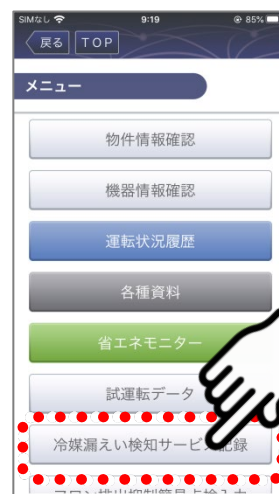 SIMなし 9:19 85%
戻る TOP
メニュー
物件情報確認
機器情報確認
運転状況履歴
各種資料
省エネモニター
試運転データ
冷媒漏えい検知サービス記録